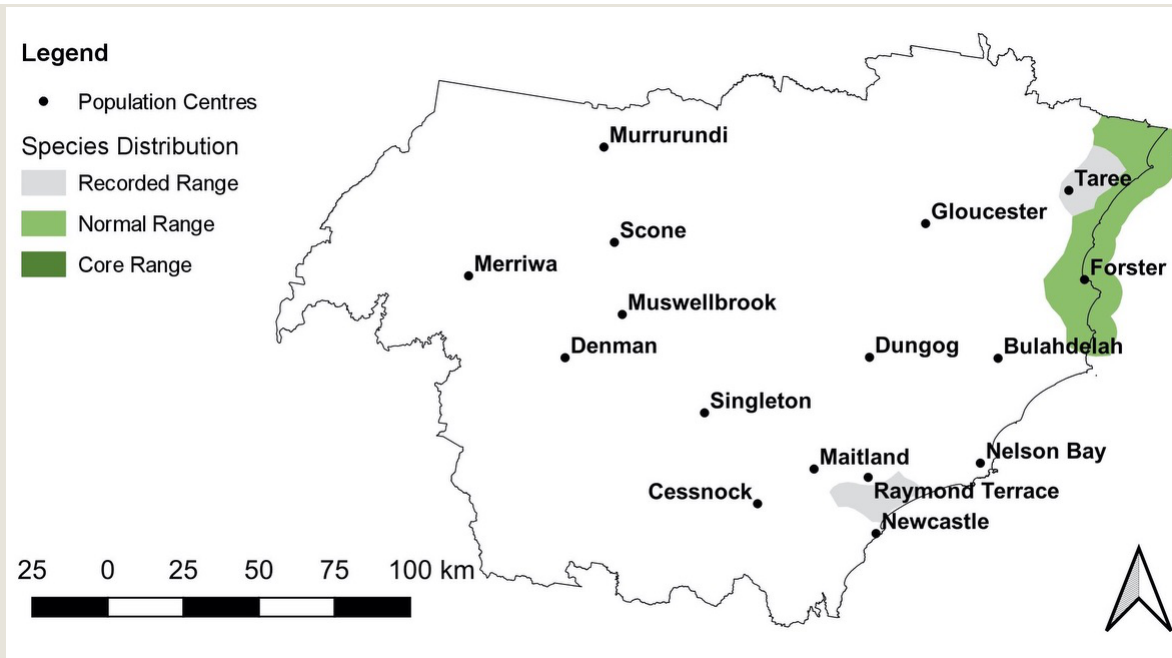 Legend
Population Centres
Species Distribution
Recorded Range
Normal Range
Core Range
Murrurundi
Taree
Gloucester
Scone
Merriwa
Forster
Muswellbrook
Denman
Dungog
Bulahdelah
Singleton
Maitland
Nelson Bay
Cessnock
Raymond Terrace
Newcastle
25 0 25 50 75 100 km